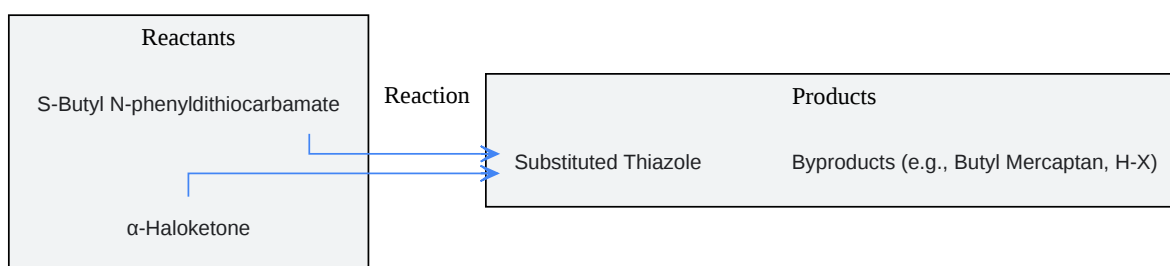 Reactants
S-Butyl N-phenyldithiocarbamate
α-Haloketone
Reaction
Products
Substituted Thiazole
Byproducts (e.g., Butyl Mercaptan, H-X)